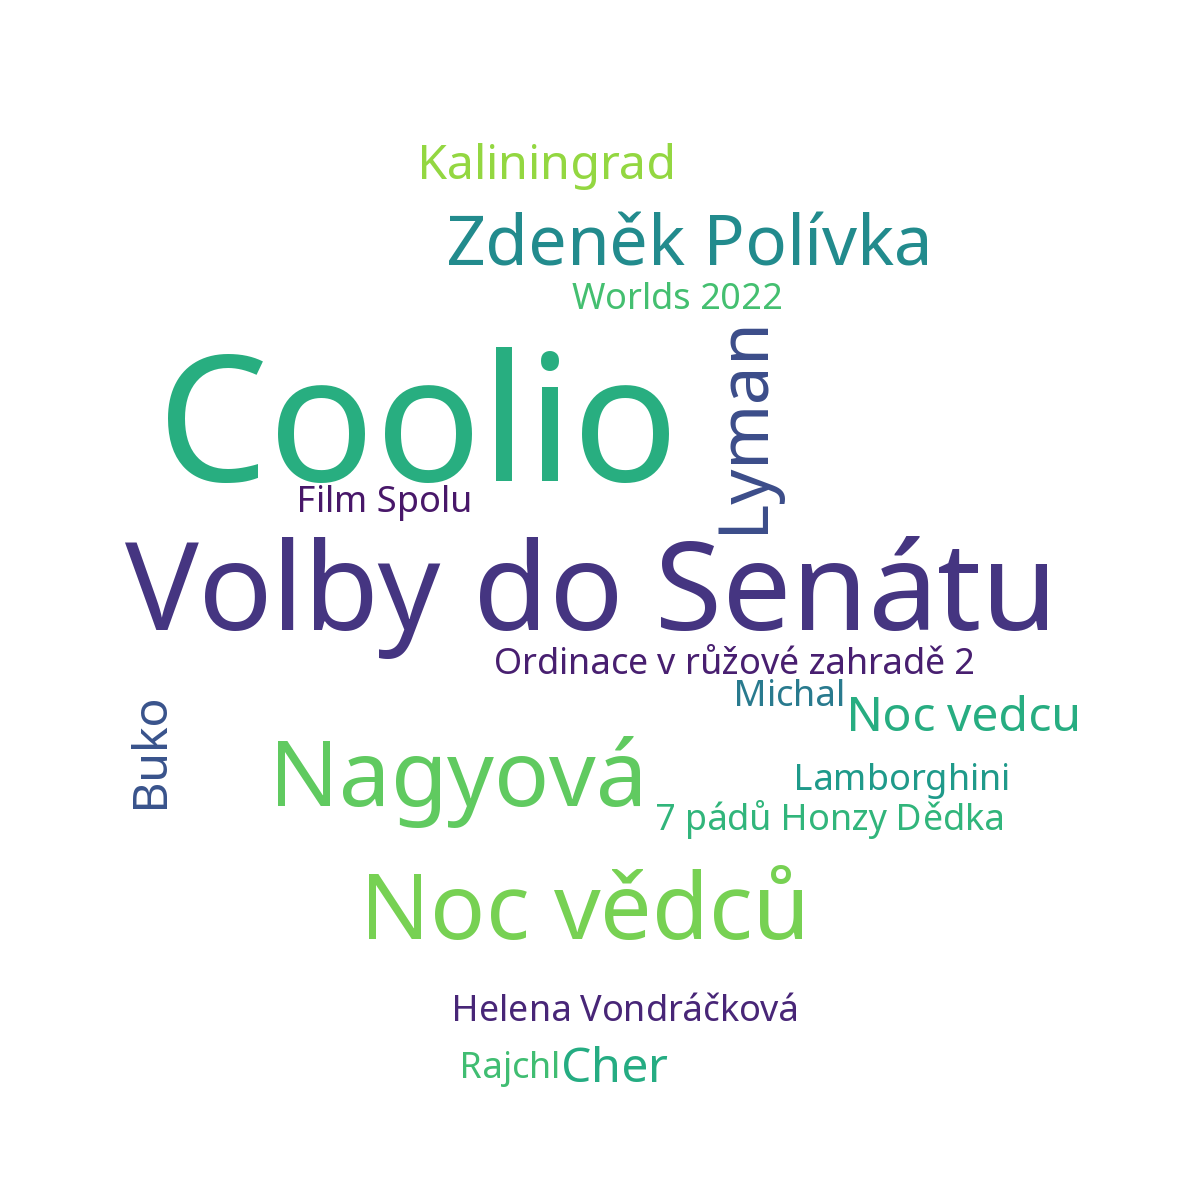 Kaliningrad
Zdeněk Polívka
Worlds 2022
Coolio
Lyman
Film Spolu
Volby do Senátu
Ordinace v růžové zahradě 2
Michal
Noc vedcu
Buko
Nagyová
Lamborghini
7 pádů Honzy Dědka
Noc vědců
Helena Vondráčková
Rajchl
Cher